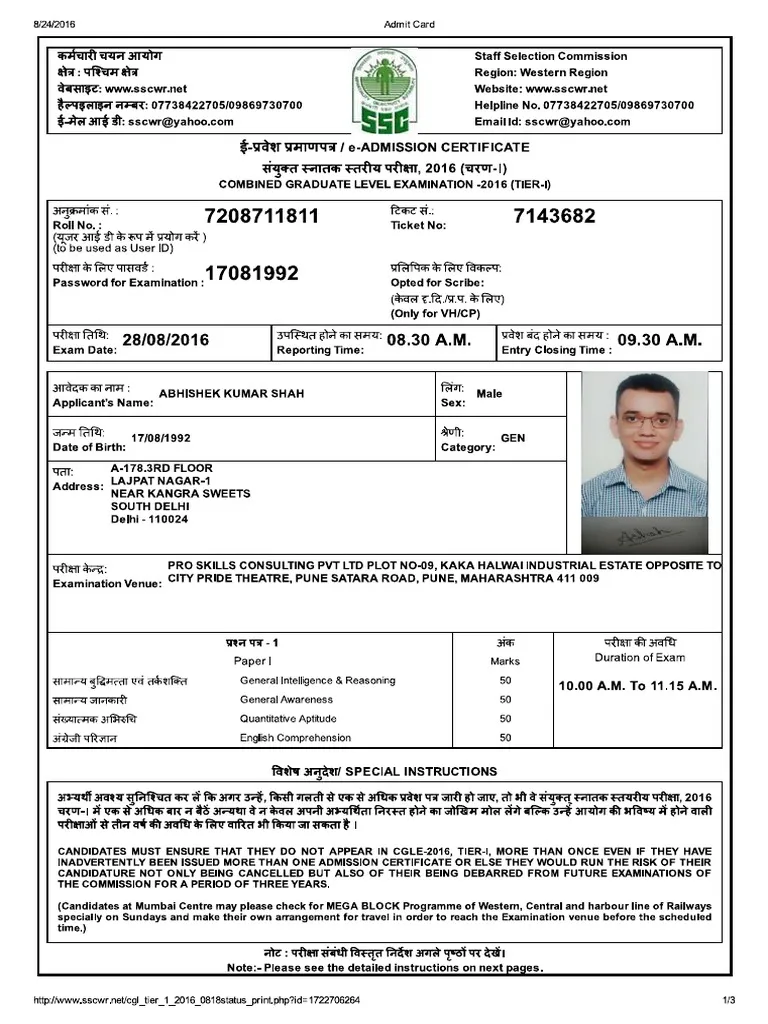 8/24/2016 Admit Card
कर्मचारी चयन आयोग
क्षेत्र : पश्चिम क्षेत्र
वेबसाइट: www.sscwr.net
हैल्पइलाइन नम्बर: 07738422705/09869730700
ई-मेल आई डी: sscwr@yahoo.com
SSC
Staff Selection Commission
Region: Western Region
Website: www.sscwr.net
Helpline No. 07738422705/09869730700
Email Id: sscwr@yahoo.com
ई-प्रवेश प्रमाणपत्र / e-ADMISSION CERTIFICATE
संयुक्त स्नातक स्तरीय परीक्षा, 2016 (चरण-I)
COMBINED GRADUATE LEVEL EXAMINATION -2016 (TIER-I)
अनुक्रमांक सं. :
Roll No. : 7208711811
(यूजर आई डी के रूप में प्रयोग करें )
(to be used as User ID)
टिकट सं.:
Ticket No: 7143682
परीक्षा के लिए पासवर्ड :
Password for Examination : 17081992
प्रलिपिक के लिए विकल्प:
Opted for Scribe:
(केवल दृ.दि./प्र.प. के लिए)
(Only for VH/CP)
परीक्षा तिथि:
Exam Date: 28/08/2016
उपस्थित होने का समय:
Reporting Time: 08.30 A.M.
प्रवेश बंद होने का समय :
Entry Closing Time : 09.30 A.M.
आवेदक का नाम :
Applicant's Name: ABHISHEK KUMAR SHAH
लिंग:
Sex: Male
जन्म तिथि:
Date of Birth: 17/08/1992
श्रेणी:
Category: GEN
पता:
Address:
A-178.3RD FLOOR
LAJPAT NAGAR-1
NEAR KANGRA SWEETS
SOUTH DELHI
Delhi - 110024
परीक्षा केन्द्र:
Examination Venue:
PRO SKILLS CONSULTING PVT LTD PLOT NO-09, KAKA HALWAI INDUSTRIAL ESTATE OPPOSITE TO
CITY PRIDE THEATRE, PUNE SATARA ROAD, PUNE, MAHARASHTRA 411 009
प्रश्न पत्र - 1 अंक परीक्षा की अवधि
Paper I Marks Duration of Exam
सामान्य बुद्धिमत्ता एवं तर्कशक्ति General Intelligence & Reasoning 50 10.00 A.M. To 11.15 A.M.
सामान्य जानकारी General Awareness 50
संख्यात्मक अभिरुचि Quantitative Aptitude 50
अंग्रेजी परिज्ञान English Comprehension 50
विशेष अनुदेश/ SPECIAL INSTRUCTIONS
अभ्यर्थी अवश्य सुनिश्चित कर लें कि अगर उन्हें, किसी गलती से एक से अधिक प्रवेश पत्र जारी हो जाए, तो भी वे संयुक्त स्नातक स्तयरीय परीक्षा, 2016
चरण-I में एक से अधिक बार न बैठें अन्यथा वे न केवल अपनी अभ्यर्थिता निरस्त होने का जोखिम मोल लेंगे बल्कि उन्हें आयोग की भविष्य में होने वाली
परीक्षाओं से तीन वर्ष की अवधि के लिए वारित भी किया जा सकता है ।
CANDIDATES MUST ENSURE THAT THEY DO NOT APPEAR IN CGLE-2016, TIER-I, MORE THAN ONCE EVEN IF THEY HAVE
INADVERTENTLY BEEN ISSUED MORE THAN ONE ADMISSION CERTIFICATE OR ELSE THEY WOULD RUN THE RISK OF THEIR
CANDIDATURE NOT ONLY BEING CANCELLED BUT ALSO OF THEIR BEING DEBARRED FROM FUTURE EXAMINATIONS OF
THE COMMISSION FOR A PERIOD OF THREE YEARS.
(Candidates at Mumbai Centre may please check for MEGA BLOCK Programme of Western, Central and harbour line of Railways
specially on Sundays and make their own arrangement for travel in order to reach the Examination venue before the scheduled
time.)
नोट : परीक्षा संबंधी विस्तृत निर्देश अगले पृष्ठों पर देखें।
Note:- Please see the detailed instructions on next pages.
http://www.sscwr.net/cgl_tier_1_2016_0818status_print.php?id=1722706264 1/3